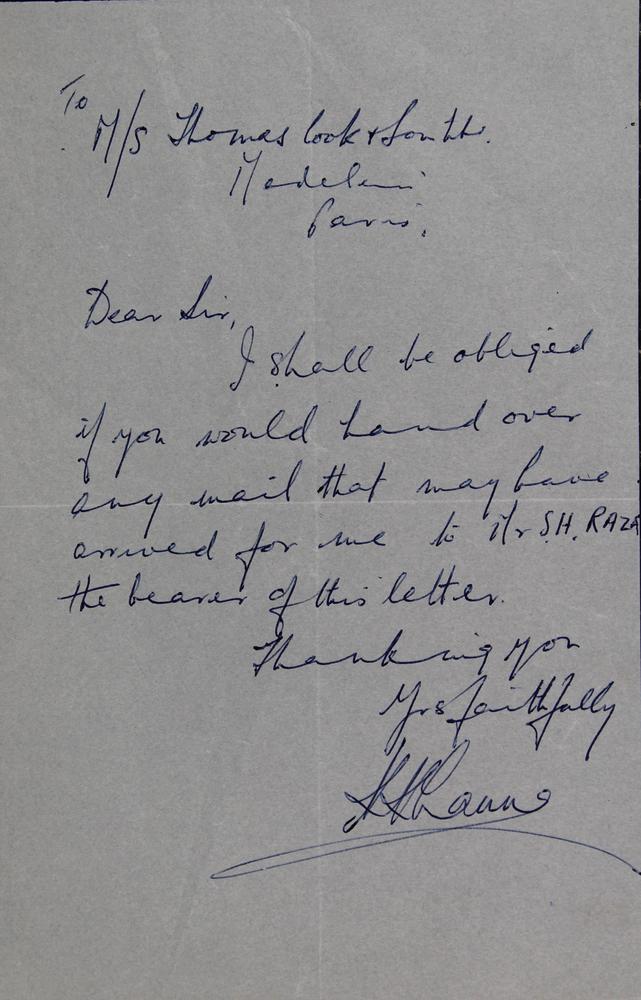 To
M/s Thomas Cook & Son Ltd.
Madeleine
Paris.
Dear Sir,
I shall be obliged
if you would hand over
any mail that may have
arrived for me to Mr S.H. RAZA
the bearer of this letter.
Thanking you
Yrs faithfully